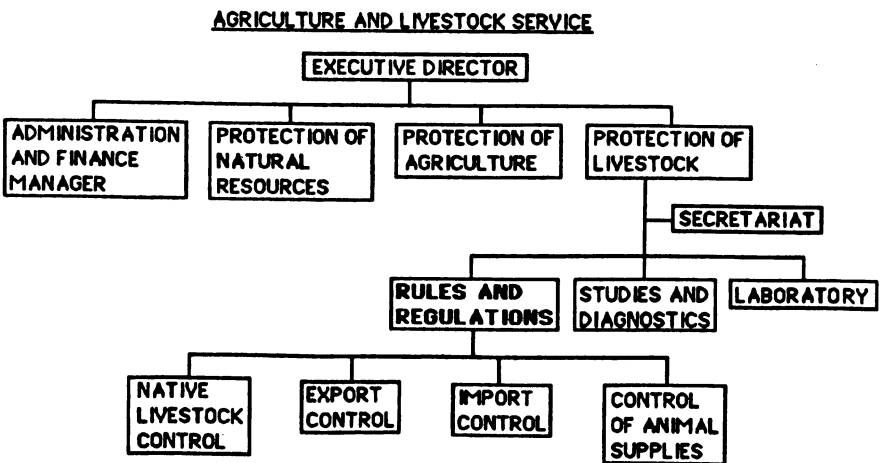 AGRICULTURE AND LIVESTOCK SERVICE
EXECUTIVE DIRECTOR
ADMINISTRATION
AND FINANCE
MANAGER
PROTECTION OF
NATURAL
RESOURCES
PROTECTION OF
AGRICULTURE
PROTECTION OF
LIVESTOCK
SECRETARIAT
RULES AND
REGULATIONS
STUDIES AND
DIAGNOSTICS
LABORATORY
NATIVE
LIVESTOCK
CONTROL
EXPORT
CONTROL
IMPORT
CONTROL
CONTROL
OF ANIMAL
SUPPLIES